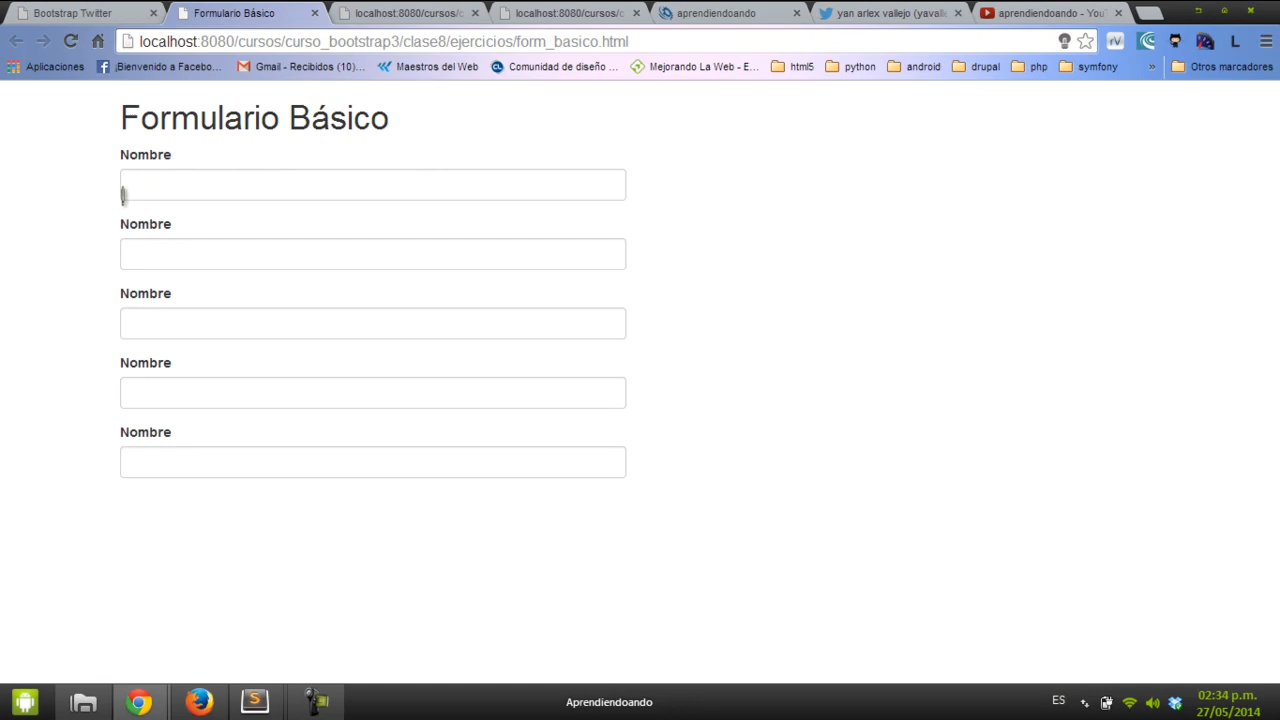 Bootstrap Twitter
Formulario Básico
localhost:8080/cursos/c
localhost:8080/cursos/c
aprendiendoando
yan arlex vallejo (yavalle
aprendiendoando - YouT
localhost:8080/cursos/curso_bootstrap3/clase8/ejercicios/form_basico.html
Aplicaciones
¡Bienvenido a Facebo...
Gmail - Recibidos (10)...
Maestros del Web
Comunidad de diseño ...
Mejorando La Web - E...
html5
python
android
drupal
php
symfony
»
Otros marcadores
Formulario Básico
Nombre
Nombre
Nombre
Nombre
Nombre
Aprendiendoando
ES
02:34 p.m.
27/05/2014